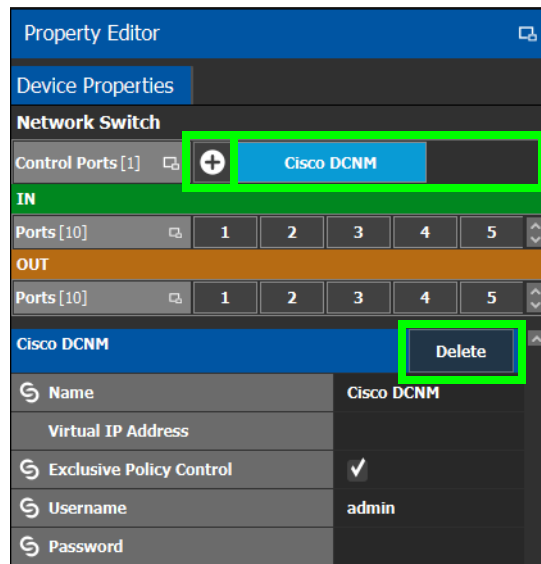 Property Editor
Device Properties
Network Switch
Control Ports [1] Cisco DCNM
IN
Ports [10] 1 2 3 4 5
OUT
Ports [10] 1 2 3 4 5
Cisco DCNM Delete
Name Cisco DCNM
Virtual IP Address
Exclusive Policy Control
Username admin
Password